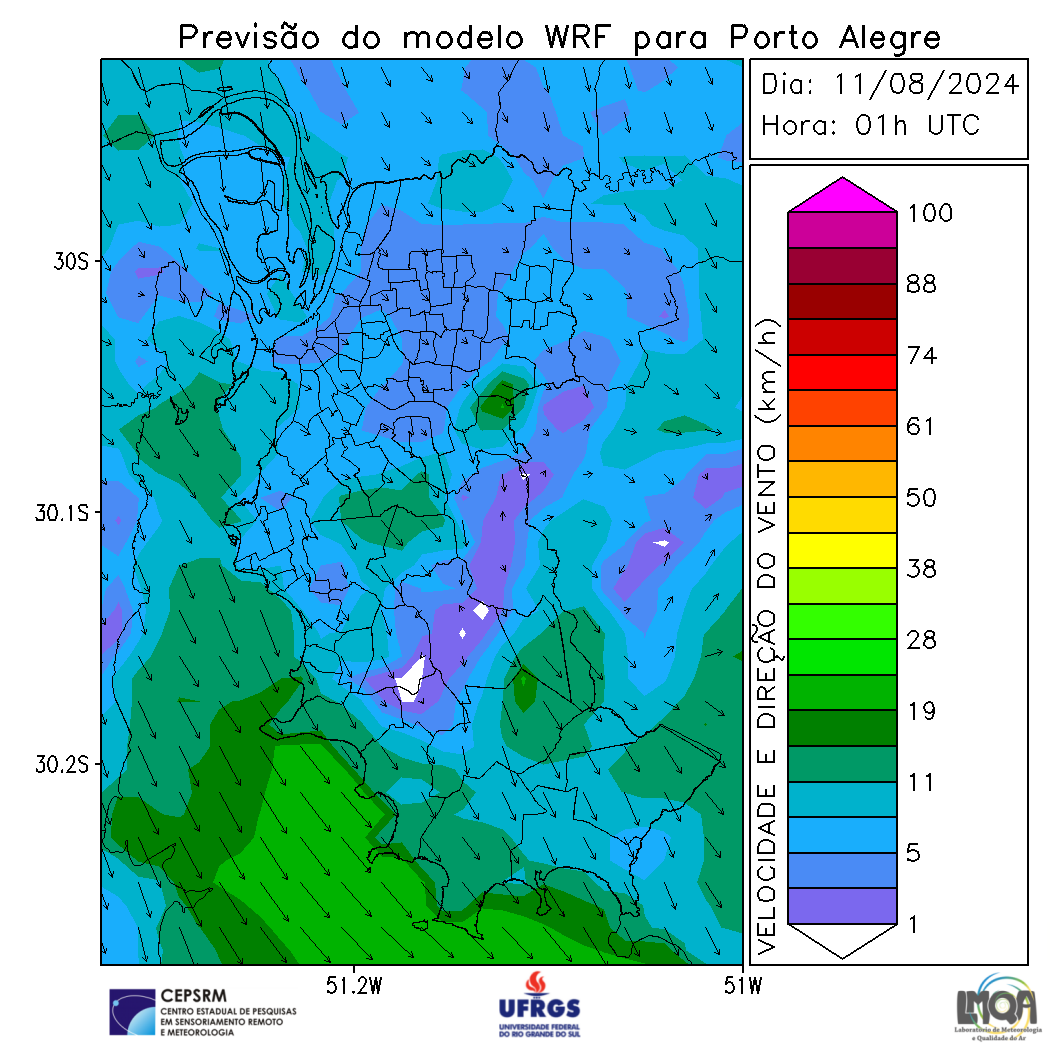 Previsão do modelo WRF para Porto Alegre
Dia: 11/08/2024
Hora: 01h UTC
VELOCIDADE E DIREÇÃO DO VENTO (km/h)
100
88
74
61
50
38
28
19
11
5
1
30S
30.1S
30.2S
51.2W
51W
CEPSRM
CENTRO ESTADUAL DE PESQUISAS
EM SENSORIAMENTO REMOTO
E METEOROLOGIA
UFRGS
UNIVERSIDADE FEDERAL
DO RIO GRANDE DO SUL
LMQA
Laboratório de Meteorologia
e Qualidade do Ar